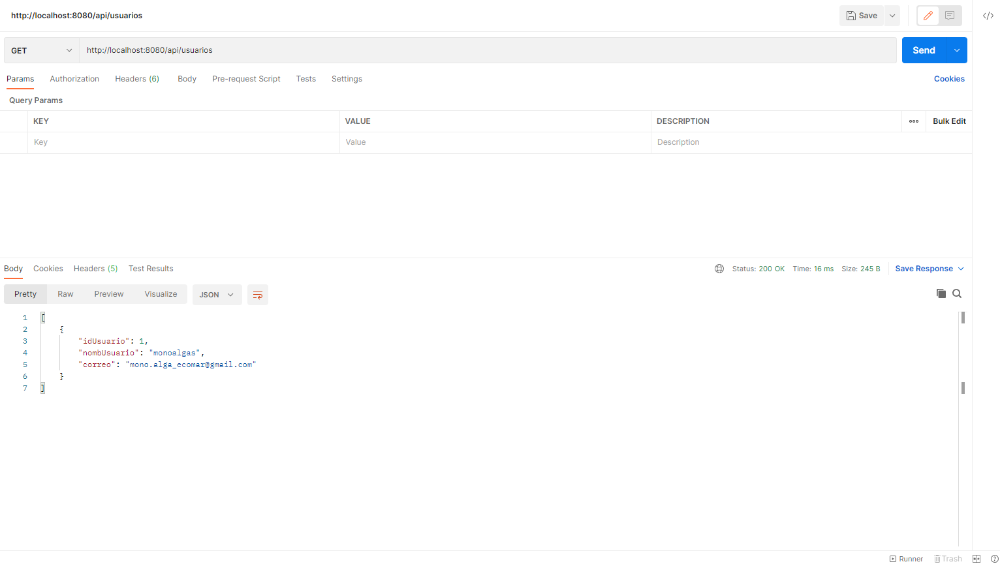 http://localhost:8080/api/usuarios
Save
GET http://localhost:8080/api/usuarios Send
Params Authorization Headers (6) Body Pre-request Script Tests Settings Cookies
Query Params
KEY VALUE DESCRIPTION Bulk Edit
Key Value Description
Body Cookies Headers (5) Test Results Status: 200 OK Time: 16 ms Size: 245 B Save Response
Pretty Raw Preview Visualize JSON
1 [
2 {
3 "idUsuario": 1,
4 "nombUsuario": "monoalgas",
5 "correo": "mono.alga_ecomar@gmail.com"
6 }
7 ]
Runner Trash